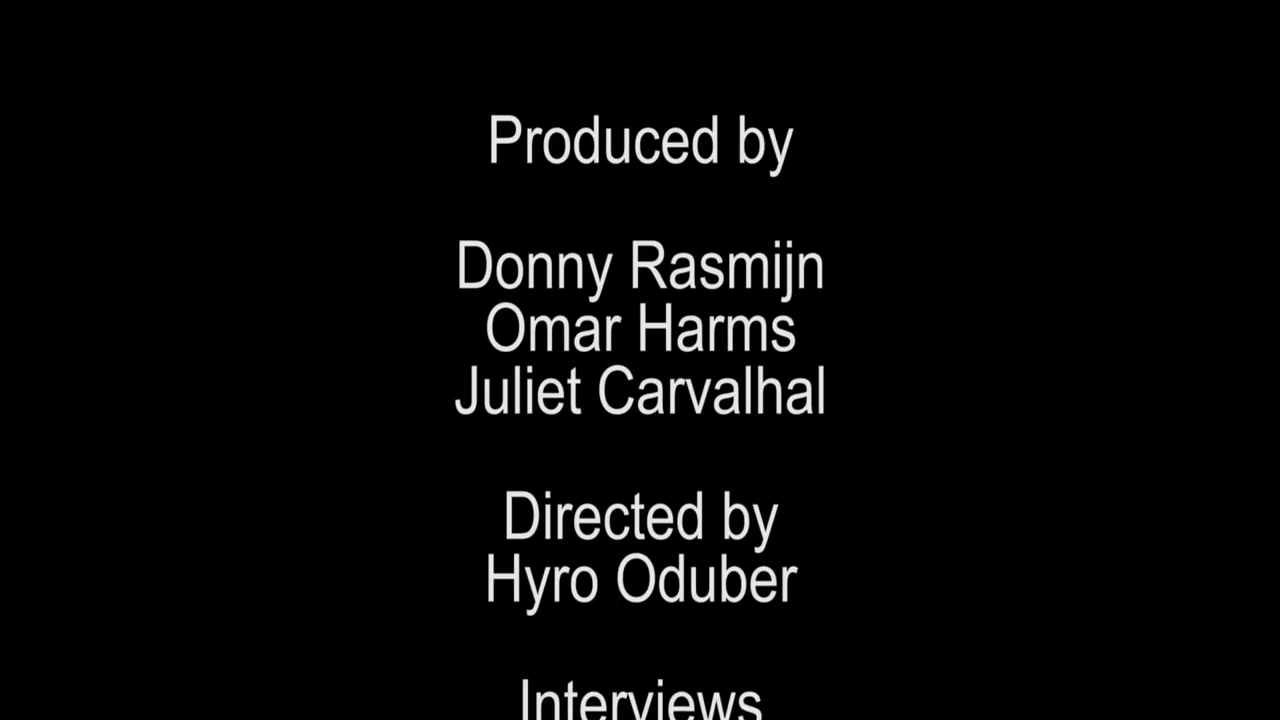 Produced by
Donny Rasmijn
Omar Harms
Juliet Carvalhal
Directed by
Hyro Oduber
Interviews